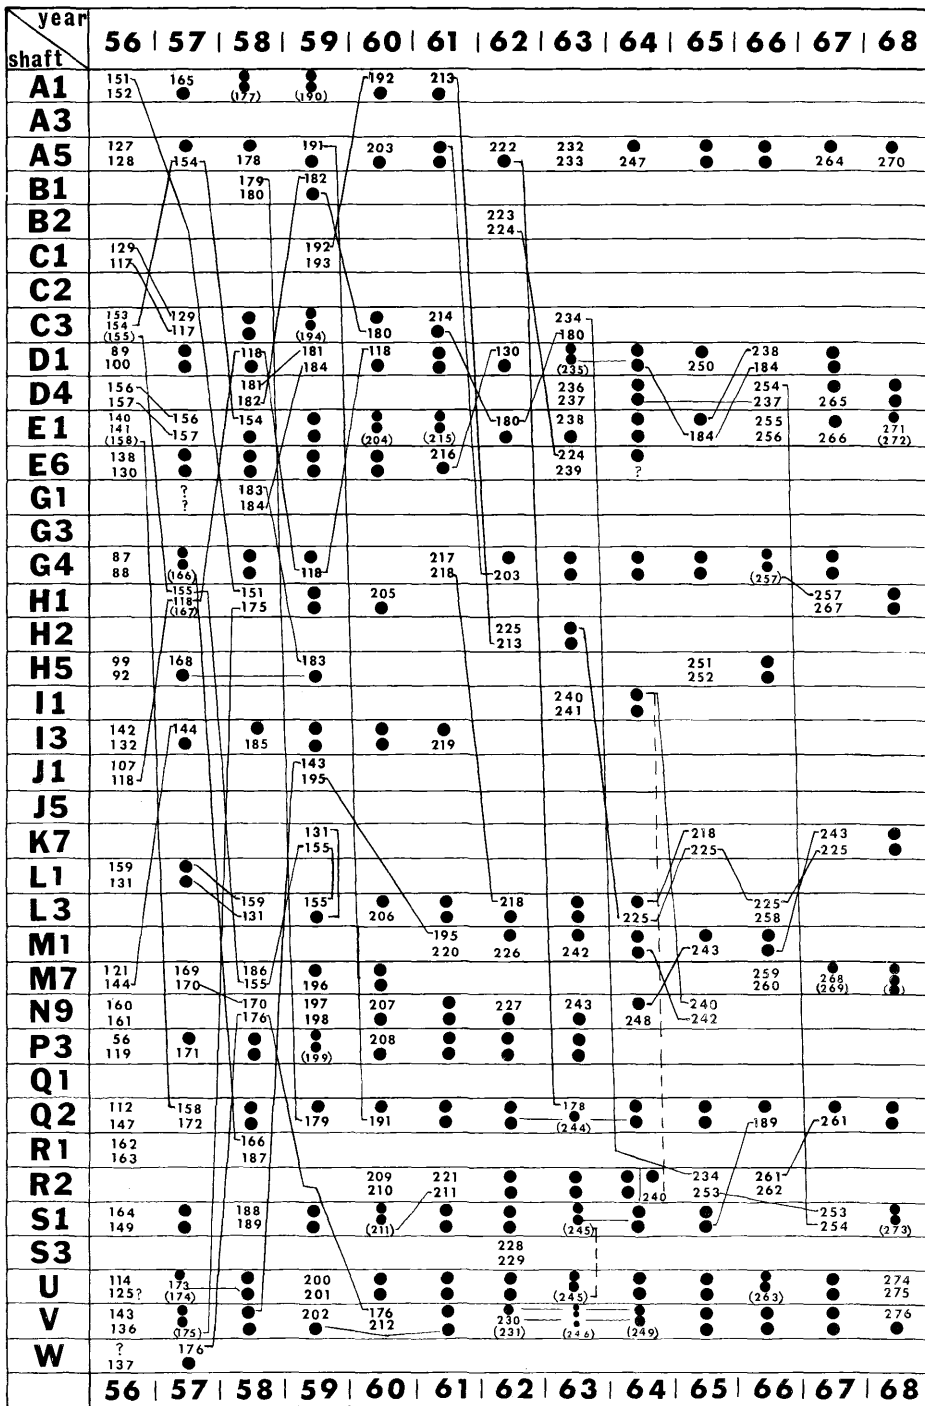 year
56 | 57 | 58 | 59 | 60 | 61 | 62 | 63 | 64 | 65 | 66 | 67 | 68
shaft
151 165 192 213
A1
152 (177) (190)
A3
127 191 222 232
A5
128 154 178 203 233 247 264 270
179 182
B1
180
223
B2
224
129 192
C1
117 193
C2
153 129 214 234
C3
154 117 (194) 180 180
(155)
89 118 181 118 130 238
D1
100 184 (235) 250 184
156 181 236 254
D4
157 182 237 237 265
140 156 154 180 238 255 271
E1
141 157 (204) (215) 184 256 266 (272)
(158)
138 216 224
E6
130 239 ?
? 183
G1
? 184
G3
87 217
G4
88 (166) 118 218 203 (257)
155 151 205 257
H1
118 175 267
(167)
225
H2
213
99 168 183 251
H5
92 252
240
I1
241
142 144
I3
132 185 219
107 143
J1
118 195
J5
131 218 243
K7
155 225 225
159
L1
131
159 155 218 225
L3
131 206 225 258
195
M1
220 226 242 243
121 169 186 259 268
M7
144 170 155 196 260 (269)
160 170 197 207 227 243 240
N9
161 176 198 248 242
56 208
P3
119 171 (199)
Q1
112 158 178
Q2
147 172 179 191 (244) 189 261
162 166
R1
163 187
209 221 234 261
R2
210 211 240 253 262
164 188 253
S1
149 189 (211) (245) 254 (273)
228
S3
229
114 173 200 274
U
125? (174) 201 (245) (263) 275
143 202 176 230 276
V
136 (175) 212 (231) (246) (249)
? 176
W
137
56 | 57 | 58 | 59 | 60 | 61 | 62 | 63 | 64 | 65 | 66 | 67 | 68